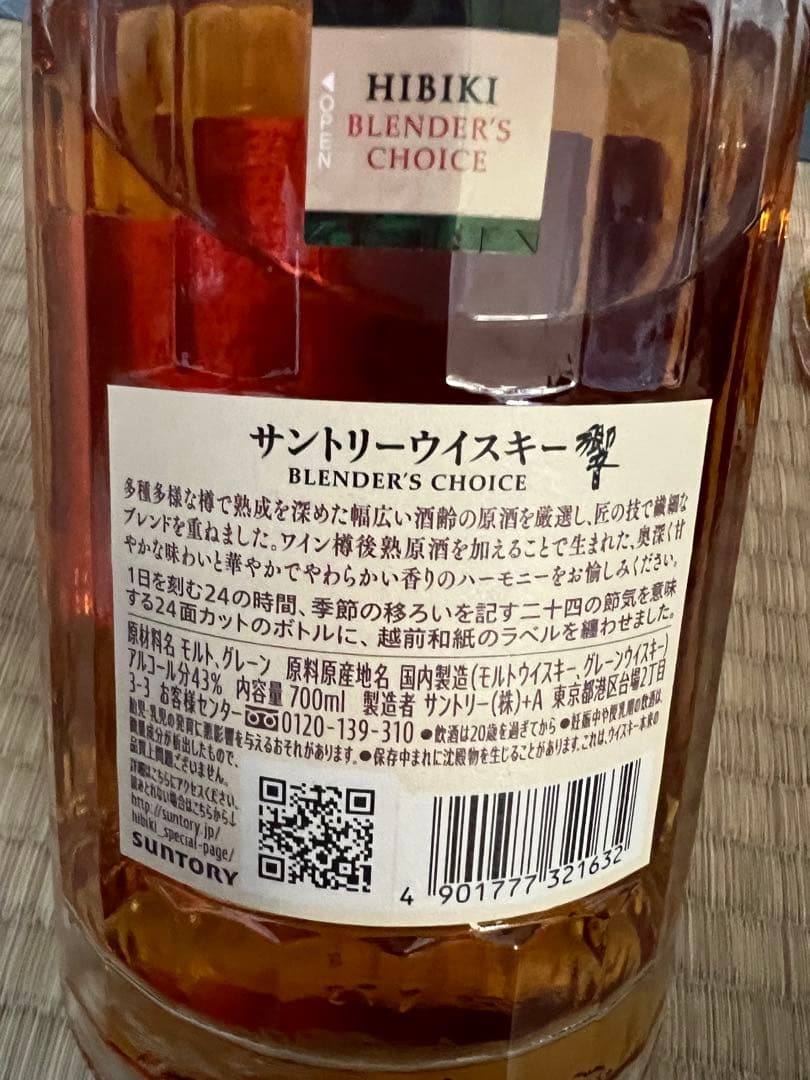 ◀OPEN
HIBIKI
BLENDER'S
CHOICE
サントリーウイスキー響
BLENDER'S CHOICE
多種多様な樽で熟成を深めた幅広い酒齢の原酒を厳選し、匠の技で繊細な
ブレンドを重ねました。ワイン樽後熟原酒を加えることで生まれた、奥深く甘
やかな味わいと華やかでやわらかい香りのハーモニーをお愉しみください。
1日を刻む24の時間、季節の移ろいを記す二十四の節気を意味
する24面カットのボトルに、越前和紙のラベルを纏わせました。
原材料名 モルト、グレーン 原料原産地名 国内製造(モルトウイスキー、グレーンウイスキー)
アルコール分43% 内容量 700ml 製造者 サントリー(株)+A 東京都港区台場2丁目
3-3 お客様センター 0120-139-310 ●飲酒は20歳を過ぎてから ●妊娠中や授乳期の飲酒は、
胎児・乳児の発育に悪影響を与えるおそれがあります。●保存中まれに沈殿物を生じることがあります。これは、ウイスキー本来の
微量成分が析出したもので、
品質上問題ございません。
詳細はこちらにアクセスください。
読みとれない場合はこちらから↓
http://suntory.jp/
hibiki_special-page/
SUNTORY
4 901777 321632